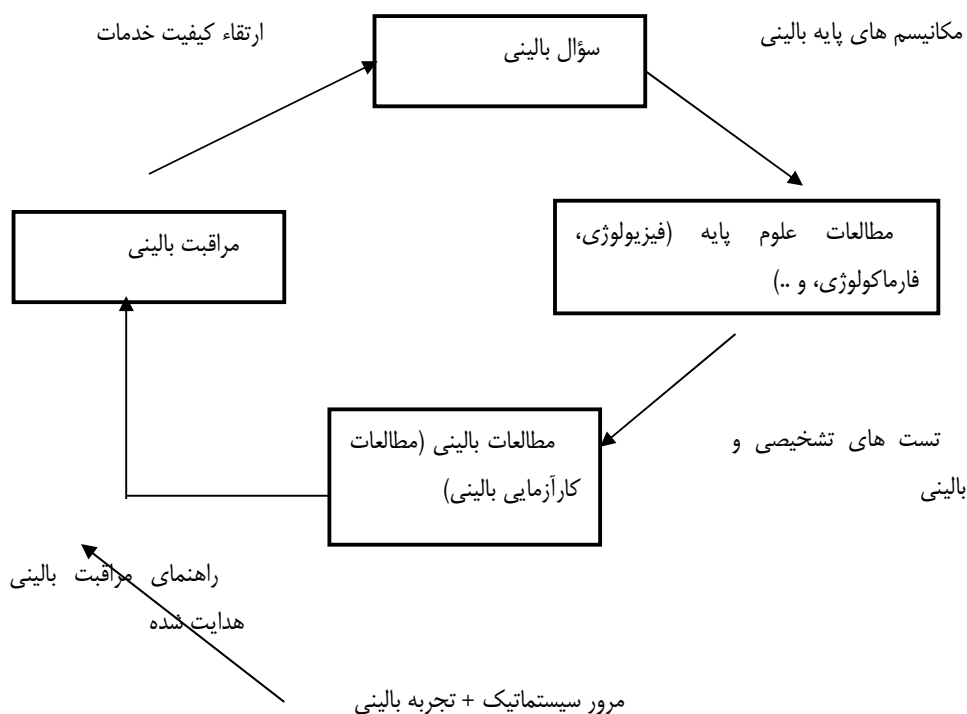 مکانیسم های پایه بالینی
سؤال بالینی
ارتقاء کیفیت خدمات
مطالعات علوم پایه (فیزیولوژی،
فارماکولوژی، و ..)
مراقبت بالینی
تست های تشخیصی و
بالینی
مطالعات بالینی (مطالعات
کارآزمایی بالینی)
راهنمای مراقبت بالینی
هدایت شده
مرور سیستماتیک + تجربه بالینی